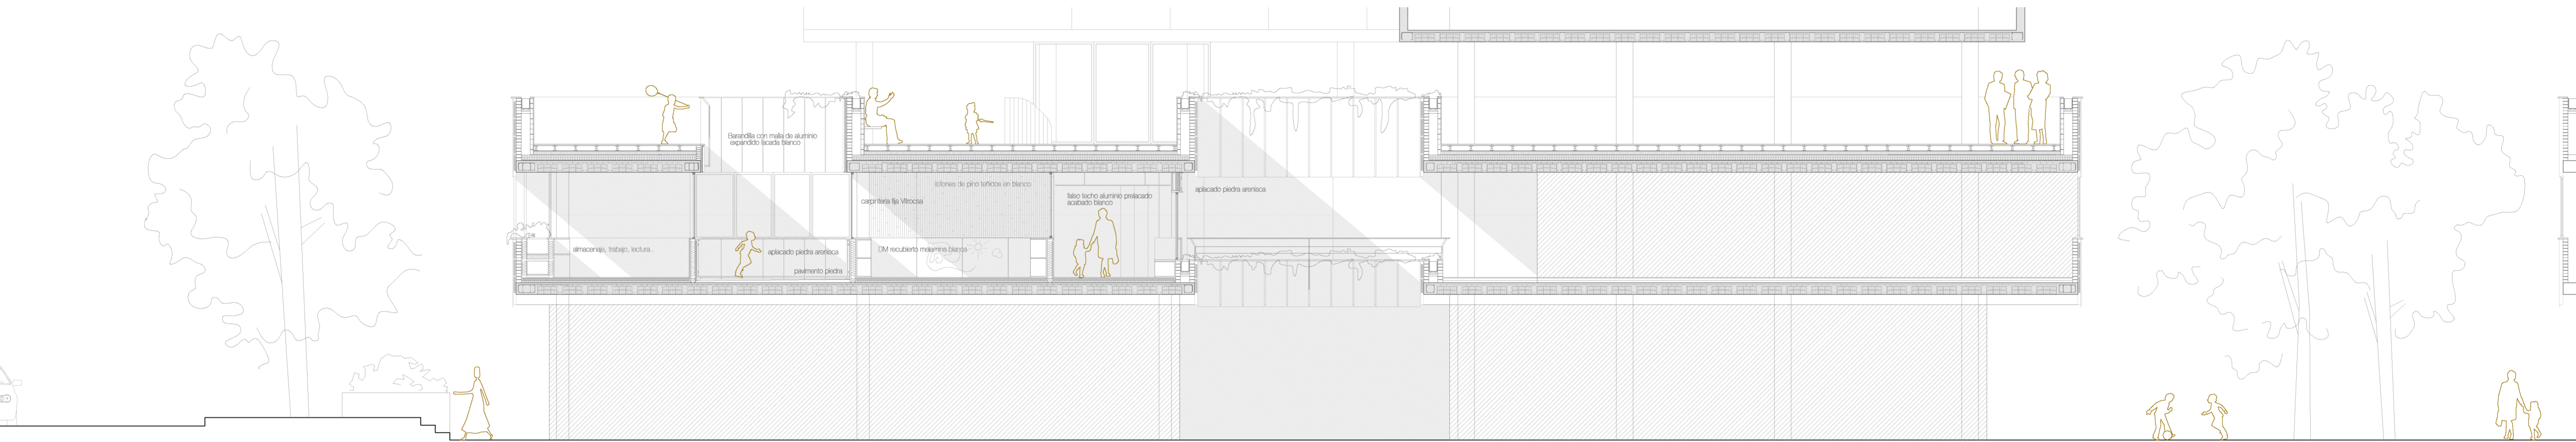 Barandilla con malla de aluminio
expandido lacada blanco
listones de pino teñidos en blanco
carpintería fija Vitrocsa
falso techo aluminio prelacado
acabado blanco
aplacado piedra arenisca
almacenaje, trabajo, lectura...
aplacado piedra arenisca
DM recubierto melamina blanca
pavimento piedra